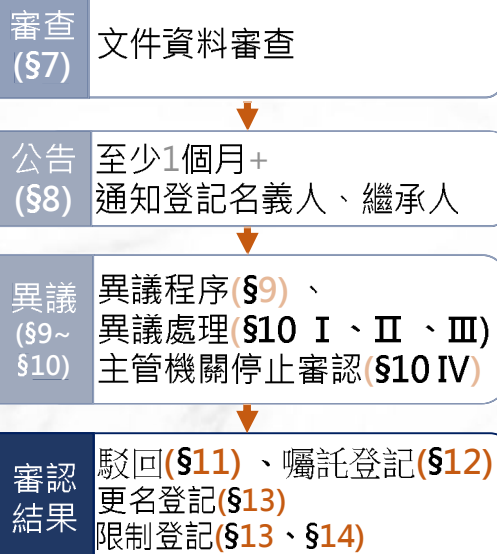 審查
(§7)
文件資料審查
公告
(§8)
至少1個月+
通知登記名義人、繼承人
異議
(§9~
§10)
異議程序(§9) 、
異議處理(§10 Ⅰ、Ⅱ 、Ⅲ)
主管機關停止審認(§10 IV)
審認
結果
駁回(§11) 、囑託登記(§12)
更名登記(§13)
限制登記(§13、§14)